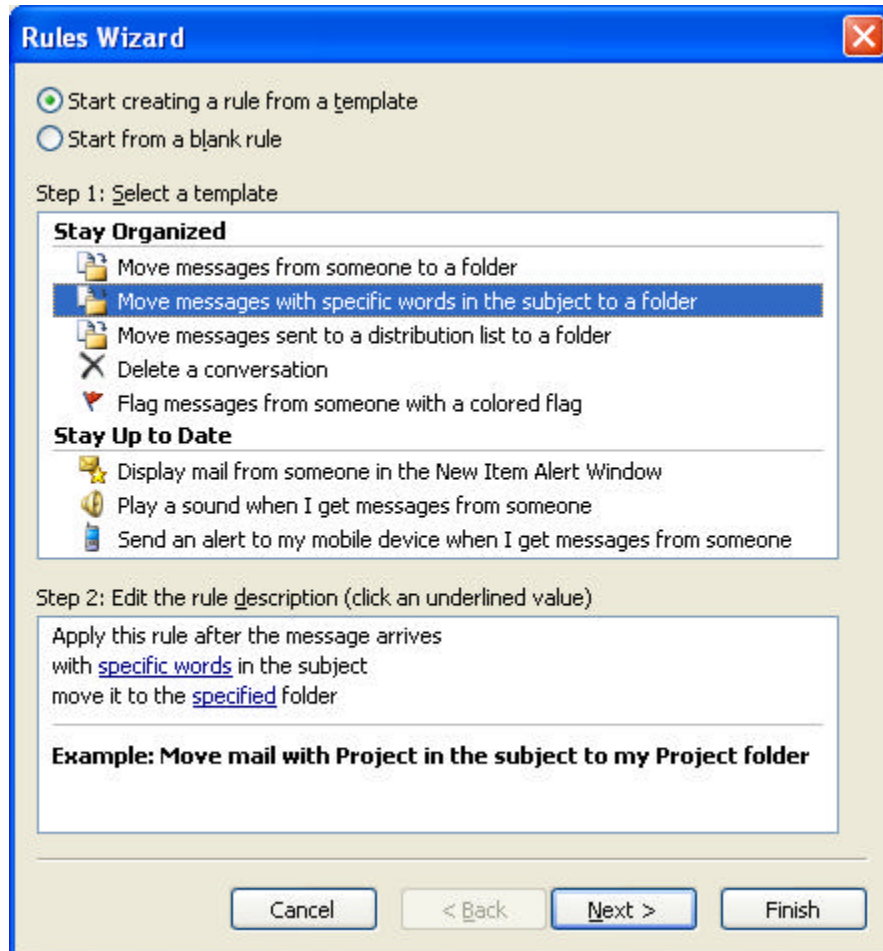 Rules Wizard
Start creating a rule from a template
Start from a blank rule
Step 1: Select a template
Stay Organized
Move messages from someone to a folder
Move messages with specific words in the subject to a folder
Move messages sent to a distribution list to a folder
Delete a conversation
Flag messages from someone with a colored flag
Stay Up to Date
Display mail from someone in the New Item Alert Window
Play a sound when I get messages from someone
Send an alert to my mobile device when I get messages from someone
Step 2: Edit the rule description (click an underlined value)
Apply this rule after the message arrives
with specific words in the subject
move it to the specified folder
Example: Move mail with Project in the subject to my Project folder
Cancel < Back Next > Finish